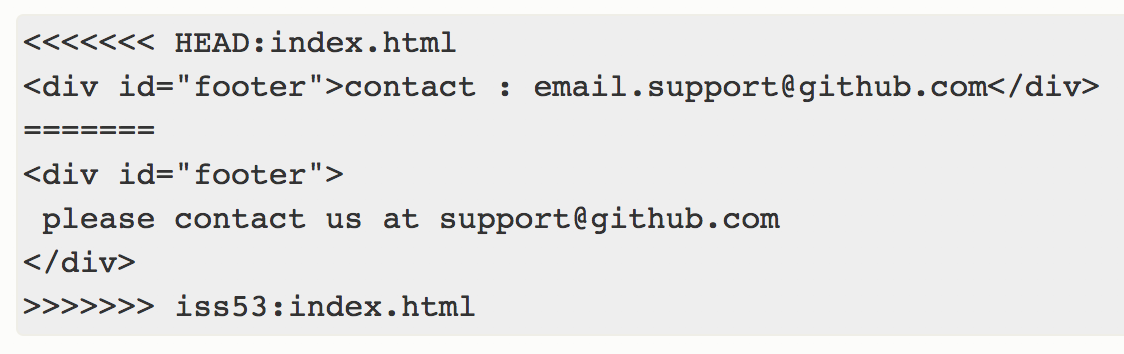 <<<<<<< HEAD:index.html
<div id="footer">contact : email.support@github.com</div>
=======
<div id="footer">
 please contact us at support@github.com
</div>
>>>>>>> iss53:index.html